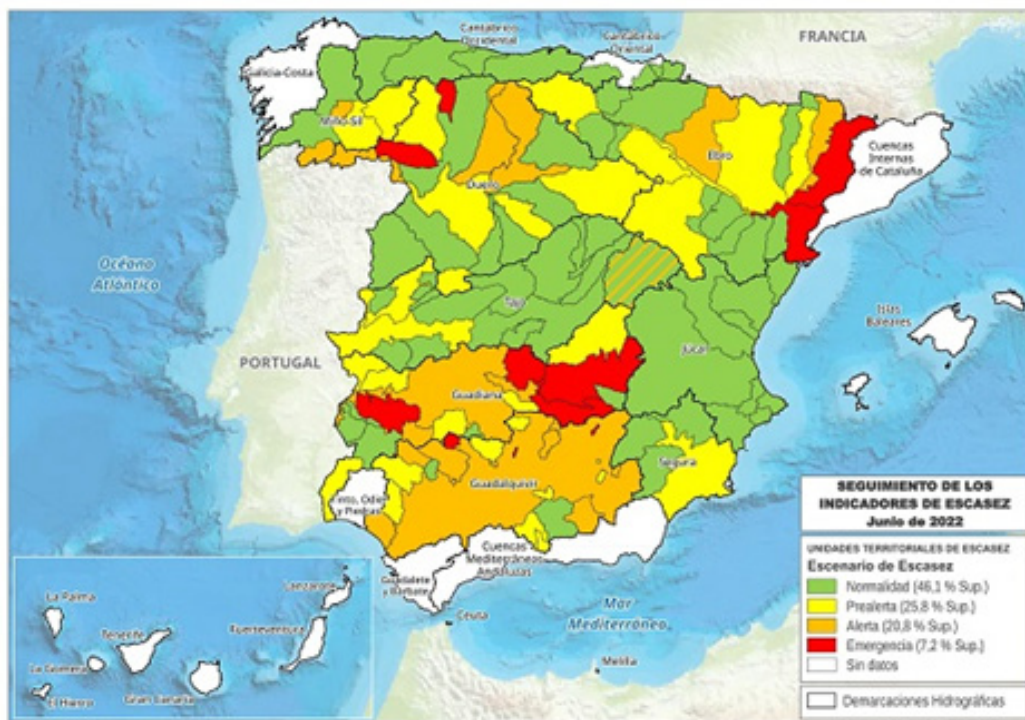 Cantábrico
Occidental
Cantábrico
Oriental
FRANCIA
Galicia-Costa
Miño-Sil
Ebro
Cuencas
Internas
de Cataluña
Duero
Océano
Atlántico
Tajo
Islas
Baleares
Júcar
PORTUGAL
Guadiana
Segura
Guadalquivir
Tinto, Odiel
y Piedras
Cuencas
Mediterráneas
Andaluzas
Guadalete
y Barbate
Ceuta
Mar
Mediterráneo
Melilla
Lanzarote
La Palma
Tenerife
Fuerteventura
La Gomera
El Hierro
Gran Canaria
SEGUIMIENTO DE LOS
INDICADORES DE ESCASEZ
Junio de 2022
UNIDADES TERRITORIALES DE ESCASEZ
Escenario de Escasez
Normalidad (46,1 % Sup.)
Prealerta (25,8 % Sup.)
Alerta (20,8 % Sup.)
Emergencia (7,2 % Sup.)
Sin datos
Demarcaciones Hidrográficas